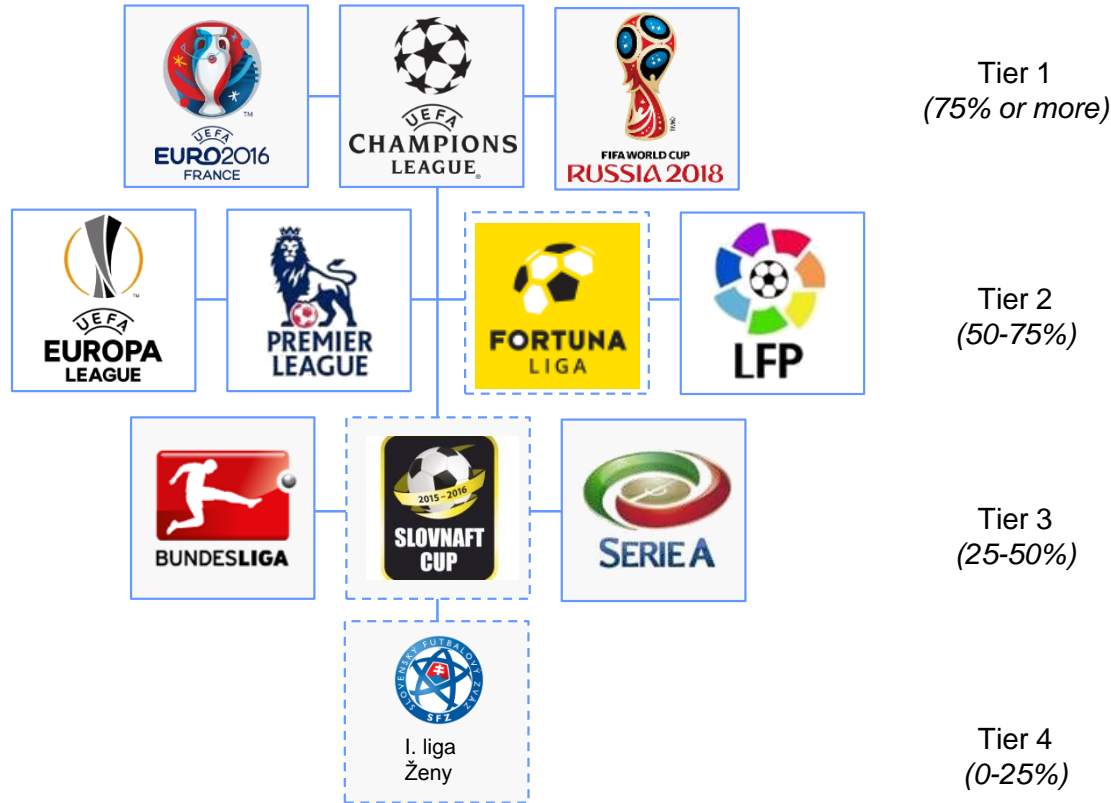 UEFA
EURO2016
FRANCE
TM
UEFA
CHAMPIONS
LEAGUE®
FIFA WORLD CUP
RUSSIA 2018
Tier 1
(75% or more)
UEFA
EUROPA
LEAGUE
TM
PREMIER
LEAGUE
FORTUNA
LIGA
LFP
Tier 2
(50-75%)
BUNDESLIGA
2015-2016
SLOVNAFT
CUP
SERIE A
Tier 3
(25-50%)
SLOVENSKÝ FUTBALOVÝ ZVÄZ
SFZ
I. liga
Ženy
Tier 4
(0-25%)